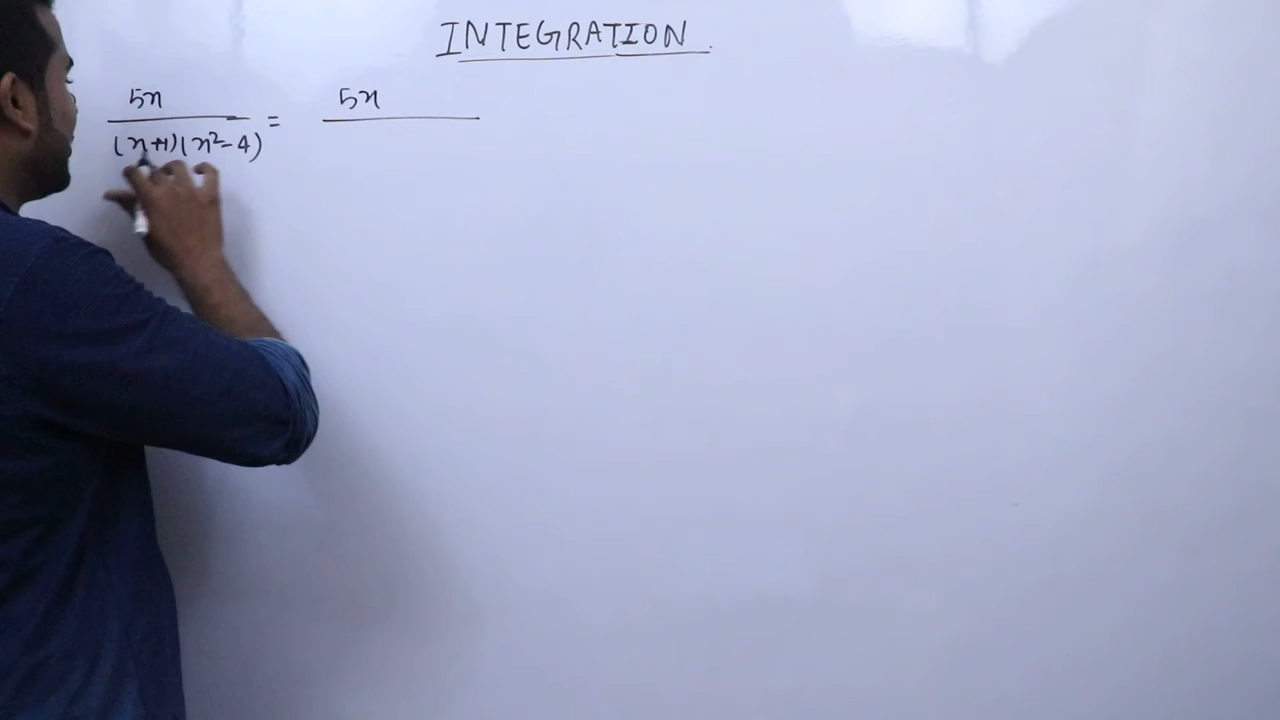 INTEGRATION.
5x / (x+1)(x²-4) = 5x /